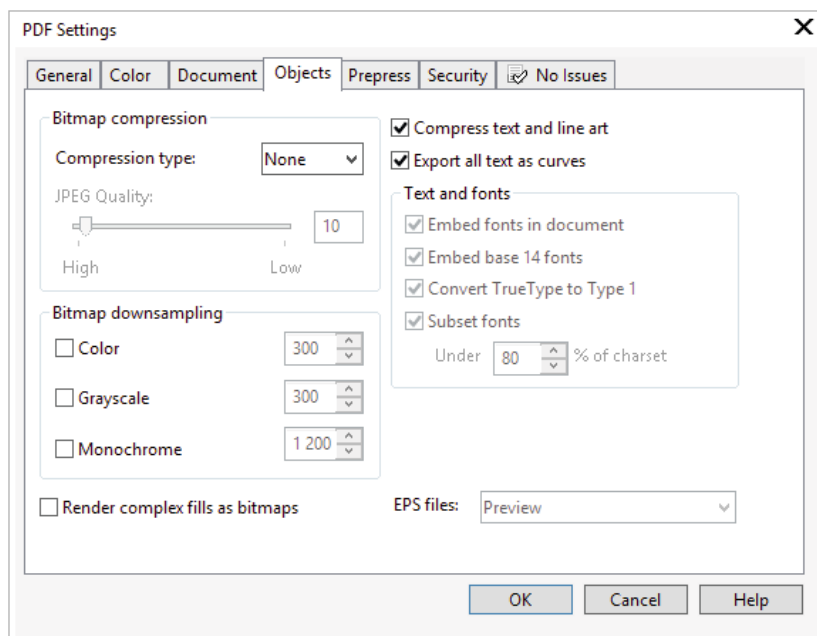 PDF Settings
General Color Document Objects Prepress Security No Issues
Bitmap compression
Compression type: None
JPEG Quality:
10
High Low
Bitmap downsampling
Color 300
Grayscale 300
Monochrome 1 200
Render complex fills as bitmaps
Compress text and line art
Export all text as curves
Text and fonts
Embed fonts in document
Embed base 14 fonts
Convert TrueType to Type 1
Subset fonts
Under 80 % of charset
EPS files: Preview
OK Cancel Help